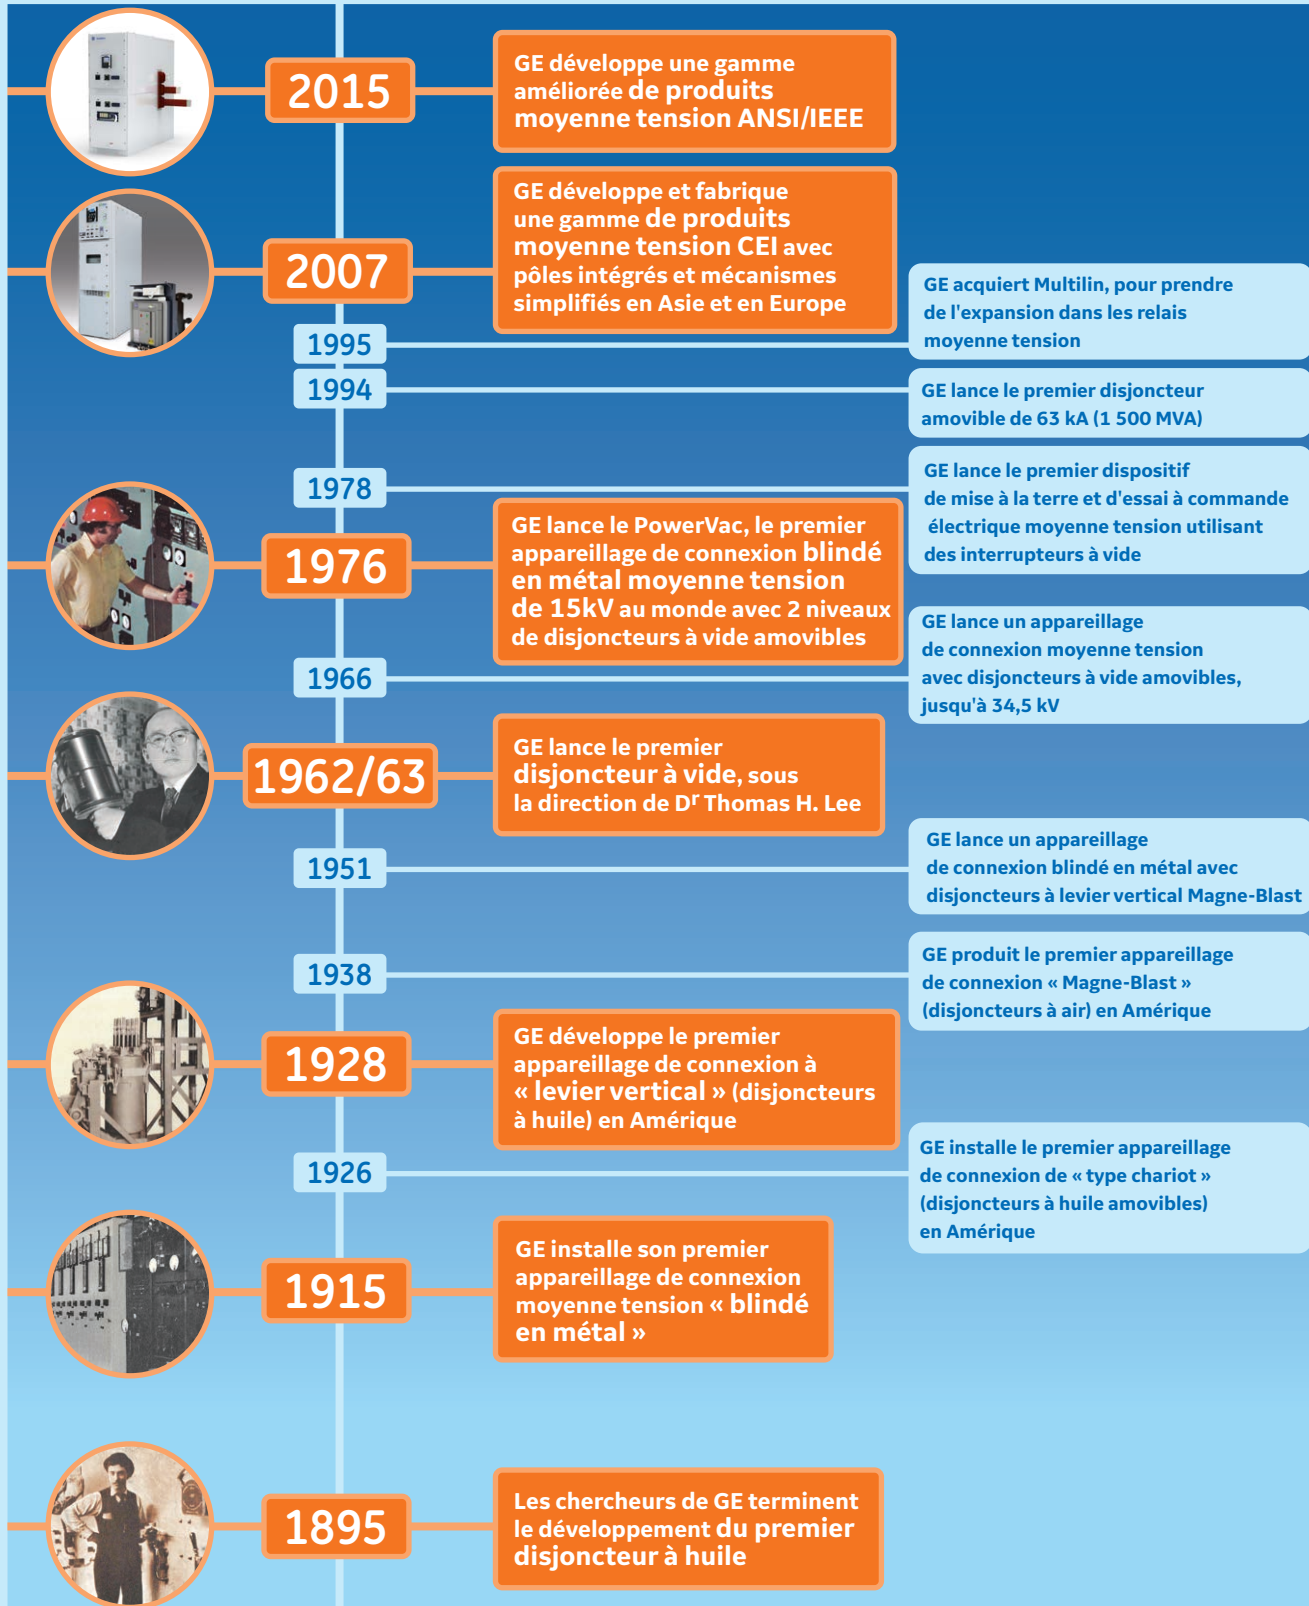 2015
GE développe une gamme
améliorée de produits
moyenne tension ANSI/IEEE
2007
GE développe et fabrique
une gamme de produits
moyenne tension CEI avec
pôles intégrés et mécanismes
simplifiés en Asie et en Europe
1995
GE acquiert Multilin, pour prendre
de l'expansion dans les relais
moyenne tension
1994
GE lance le premier disjoncteur
amovible de 63 kA (1 500 MVA)
1978
GE lance le premier dispositif
de mise à la terre et d'essai à commande
électrique moyenne tension utilisant
des interrupteurs à vide
1976
GE lance le PowerVac, le premier
appareillage de connexion blindé
en métal moyenne tension
de 15kV au monde avec 2 niveaux
de disjoncteurs à vide amovibles
1966
GE lance un appareillage
de connexion moyenne tension
avec disjoncteurs à vide amovibles,
jusqu'à 34,5 kV
1962/63
GE lance le premier
disjoncteur à vide, sous
la direction de Dr Thomas H. Lee
1951
GE lance un appareillage
de connexion blindé en métal avec
disjoncteurs à levier vertical Magne-Blast
1938
GE produit le premier appareillage
de connexion « Magne-Blast »
(disjoncteurs à air) en Amérique
1928
GE développe le premier
appareillage de connexion à
« levier vertical » (disjoncteurs
à huile) en Amérique
1926
GE installe le premier appareillage
de connexion de « type chariot »
(disjoncteurs à huile amovibles)
en Amérique
1915
GE installe son premier
appareillage de connexion
moyenne tension « blindé
en métal »
1895
Les chercheurs de GE terminent
le développement du premier
disjoncteur à huile